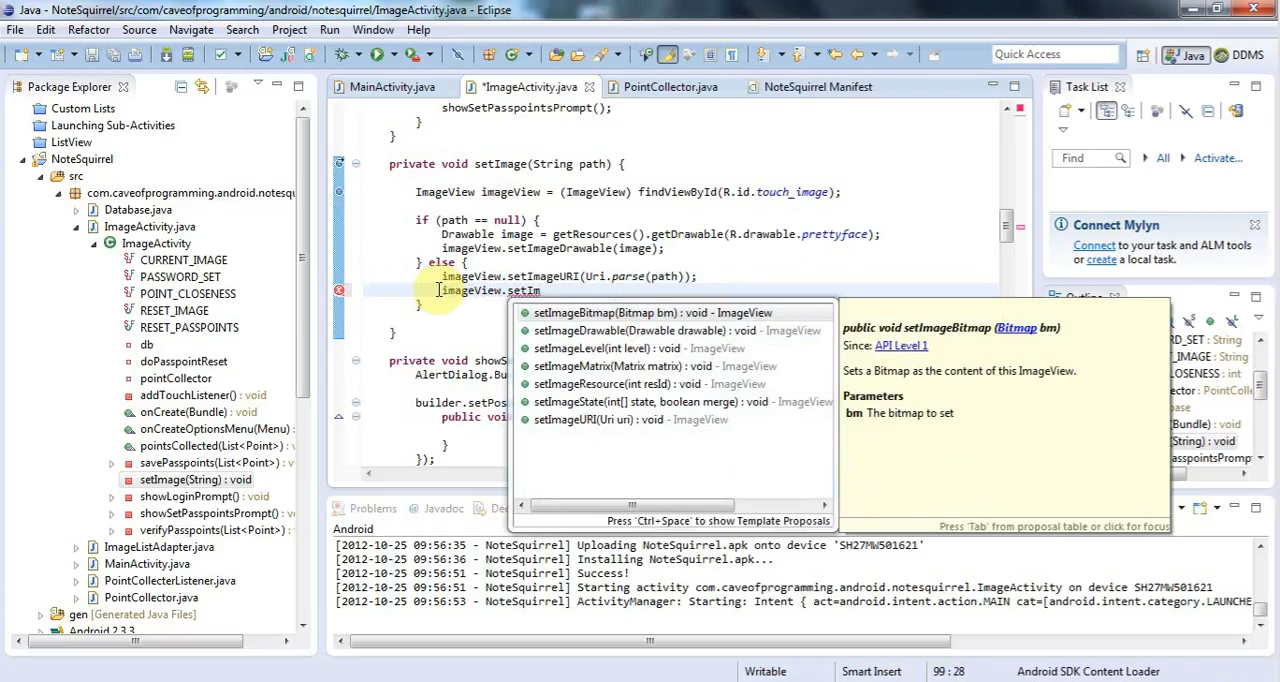 Java - NoteSquirrel/src/com/caveofprogramming/android/notesquirrel/ImageActivity.java - Eclipse
File Edit Source Refactor Navigate Search Project Run Window Help
Quick Access
Java
DDMS
Package Explorer
MainActivity.java
*ImageActivity.java
PointCollector.java
NoteSquirrel Manifest
Task List
Custom Lists
Launching Sub-Activities
ListView
NoteSquirrel
src
com.caveofprogramming.android.notesquirrel
Database.java
ImageActivity.java
ImageActivity
CURRENT_IMAGE
PASSWORD_SET
POINT_CLOSENESS
RESET_IMAGE
RESET_PASSPOINTS
db
doPasspointReset
pointCollector
addTouchListener() : void
onCreate(Bundle) : void
onCreateOptionsMenu(Menu)
pointsCollected(List<Point>) :
savePasspoints(List<Point>) :
setImage(String) : void
showLoginPrompt() : void
showSetPasspointsPrompt() :
verifyPasspoints(List<Point>) :
ImageListAdapter.java
MainActivity.java
PointCollecterListener.java
PointCollector.java
gen [Generated Java Files]
Android 2.3.3
showSetPasspointsPrompt();
}
}
private void setImage(String path) {
ImageView imageView = (ImageView) findViewById(R.id.touch_image);
if (path == null) {
Drawable image = getResources().getDrawable(R.drawable.prettyface);
imageView.setImageDrawable(image);
} else {
imageView.setImageURI(Uri.parse(path));
imageView.setIm
}
}
private void showS
AlertDialog.Bu
builder.setPos
public voi
}
});
setImageBitmap(Bitmap bm) : void - ImageView
setImageDrawable(Drawable drawable) : void - ImageView
setImageLevel(int level) : void - ImageView
setImageMatrix(Matrix matrix) : void - ImageView
setImageResource(int resId) : void - ImageView
setImageState(int[] state, boolean merge) : void - ImageView
setImageURI(Uri uri) : void - ImageView
Press 'Ctrl+Space' to show Template Proposals
public void setImageBitmap (Bitmap bm)
Since: API Level 1
Sets a Bitmap as the content of this ImageView.
Parameters
bm The bitmap to set
Press 'Tab' from proposal table or click for focus
Find All Activate...
Connect Mylyn
Connect to your task and ALM tools
or create a local task.
Outline
RD_SET : String
T_IMAGE : String
CLOSENESS : int
(Bundle) : void
(String) : void
Problems
Javadoc
Android
[2012-10-25 09:56:35 - NoteSquirrel] Uploading NoteSquirrel.apk onto device 'SH27MW501621'
[2012-10-25 09:56:36 - NoteSquirrel] Installing NoteSquirrel.apk...
[2012-10-25 09:56:51 - NoteSquirrel] Success!
[2012-10-25 09:56:51 - NoteSquirrel] Starting activity com.caveofprogramming.android.notesquirrel.ImageActivity on device SH27MW501621
[2012-10-25 09:56:53 - NoteSquirrel] ActivityManager: Starting: Intent { act=android.intent.action.MAIN cat=[android.intent.category.LAUNCHE
Writable
Smart Insert
99 : 28
Android SDK Content Loader